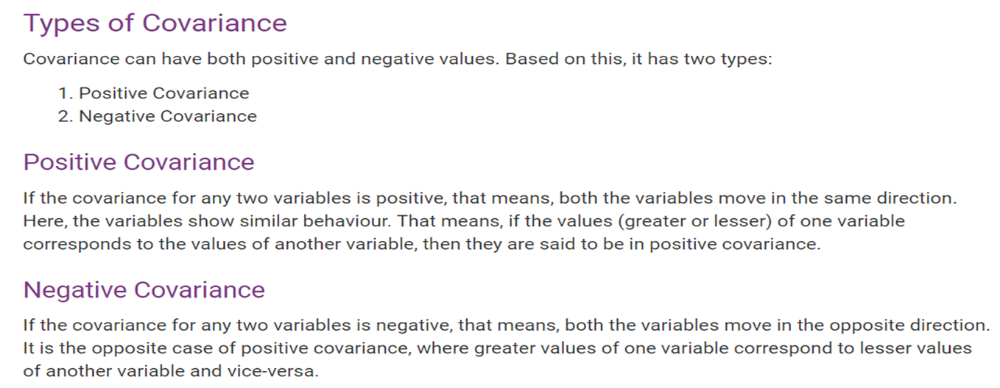 Types of Covariance
Covariance can have both positive and negative values. Based on this, it has two types:
1. Positive Covariance
2. Negative Covariance
Positive Covariance
If the covariance for any two variables is positive, that means, both the variables move in the same direction.
Here, the variables show similar behaviour. That means, if the values (greater or lesser) of one variable
corresponds to the values of another variable, then they are said to be in positive covariance.
Negative Covariance
If the covariance for any two variables is negative, that means, both the variables move in the opposite direction.
It is the opposite case of positive covariance, where greater values of one variable correspond to lesser values
of another variable and vice-versa.